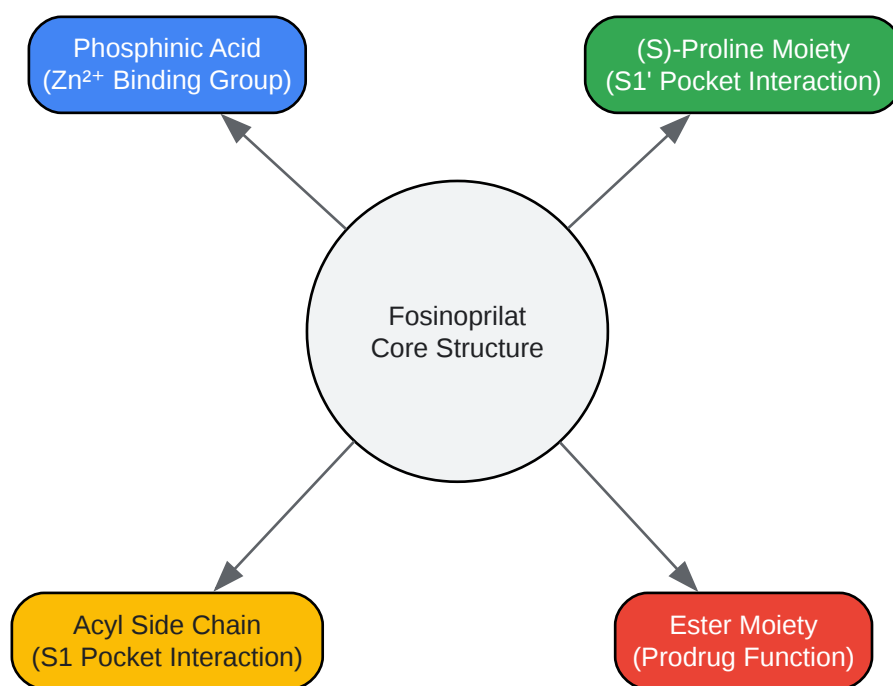 Phosphinic Acid
(Zn²⁺ Binding Group)
(S)-Proline Moiety
(S1' Pocket Interaction)
Fosinoprilat
Core Structure
Acyl Side Chain
(S1 Pocket Interaction)
Ester Moiety
(Prodrug Function)